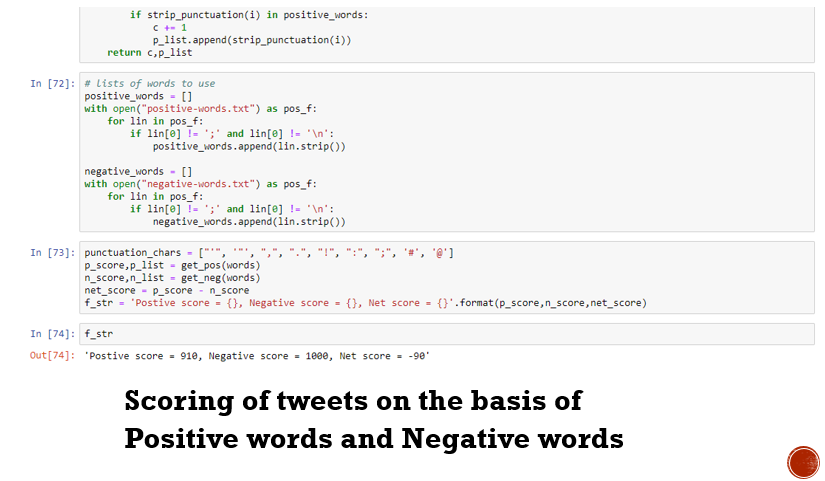 if strip_punctuation(i) in positive_words:
            c += 1
            p_list.append(strip_punctuation(i))
    return c,p_list
In [72]: # lists of words to use
positive_words = []
with open("positive-words.txt") as pos_f:
    for lin in pos_f:
        if lin[0] != ';' and lin[0] != '\n':
            positive_words.append(lin.strip())
negative_words = []
with open("negative-words.txt") as pos_f:
    for lin in pos_f:
        if lin[0] != ';' and lin[0] != '\n':
            negative_words.append(lin.strip())
In [73]: punctuation_chars = ["'", '"', ",", ".", "!", ":", ";", '#', '@']
p_score,p_list = get_pos(words)
n_score,n_list = get_neg(words)
net_score = p_score - n_score
f_str = 'Postive score = {}, Negative score = {}, Net score = {}'.format(p_score,n_score,net_score)
In [74]: f_str
Out[74]: 'Postive score = 910, Negative score = 1000, Net score = -90'
Scoring of tweets on the basis of
Positive words and Negative words